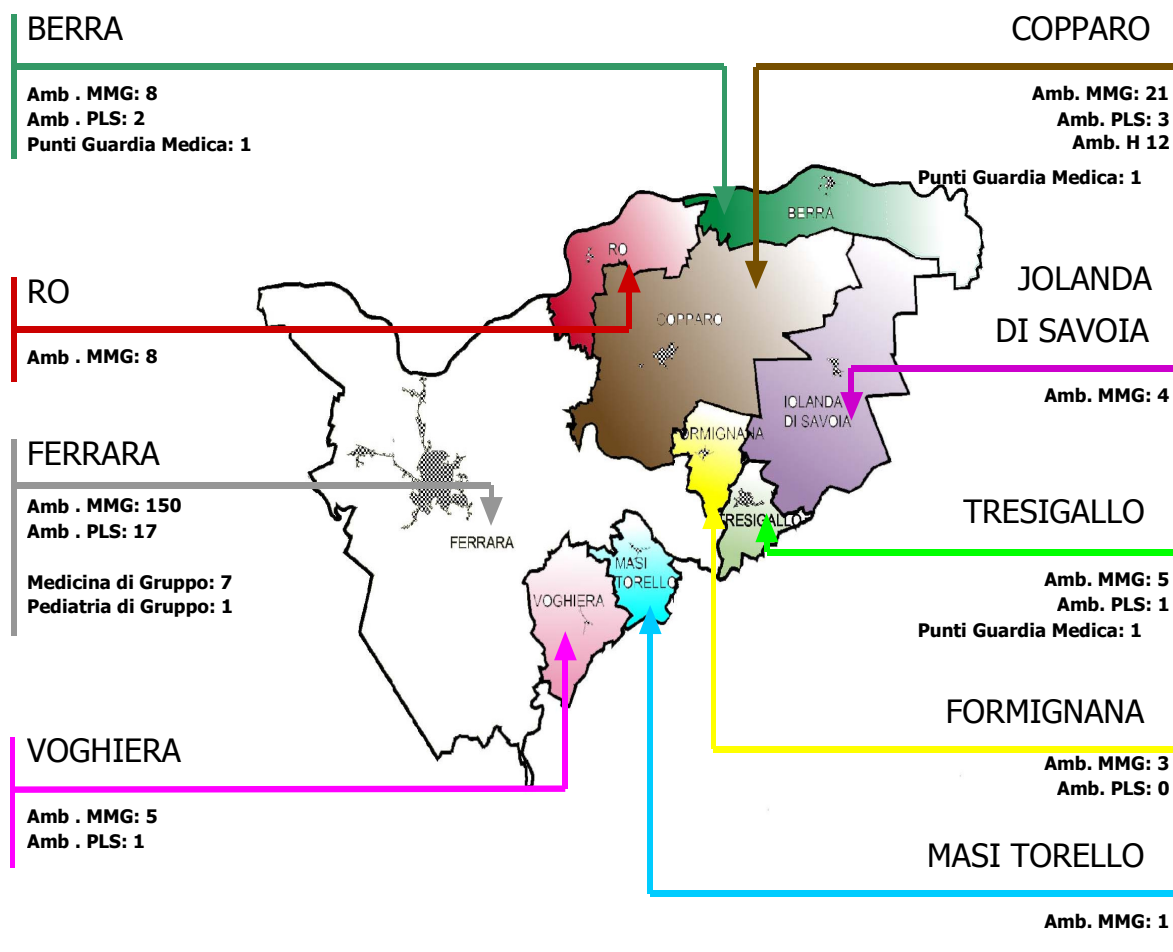 BERRA
Amb . MMG: 8
Amb . PLS: 2
Punti Guardia Medica: 1
COPPARO
Amb. MMG: 21
Amb. PLS: 3
Amb. H 12
Punti Guardia Medica: 1
RO
Amb . MMG: 8
JOLANDA
DI SAVOIA
Amb. MMG: 4
FERRARA
Amb . MMG: 150
Amb . PLS: 17
Medicina di Gruppo: 7
Pediatria di Gruppo: 1
TRESIGALLO
Amb. MMG: 5
Amb. PLS: 1
Punti Guardia Medica: 1
VOGHIERA
Amb . MMG: 5
Amb . PLS: 1
FORMIGNANA
Amb. MMG: 3
Amb. PLS: 0
MASI TORELLO
Amb. MMG: 1
BERRA
RO
COPPARO
IOLANDA
DI SAVOIA
FORMIGNANA
TRESIGALLO
FERRARA
MASI
TORELLO
VOGHIERA